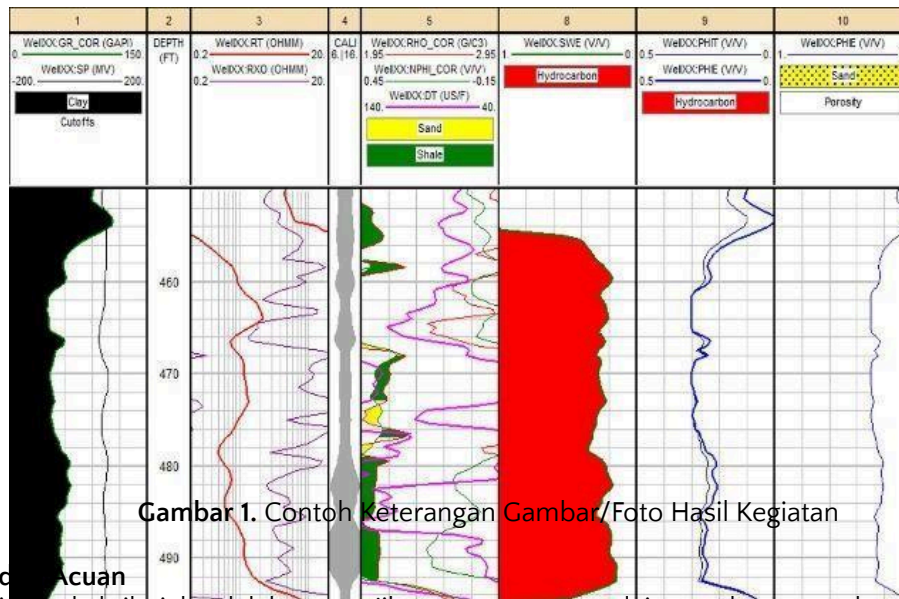 1 2 3 4 5 8 9 10
WellXX:GR_COR (GAPI)
0. 150.
WellXX:SP (MV)
-200. 200.
Clay
Cutoffs
DEPTH
(FT)
WellXX:RT (OHMM)
0.2 20.
WellXX:RXO (OHMM)
0.2 20.
CALI
6. 16.
WellXX:RHO_COR (G/C3)
1.95 2.95
WellXX:NPHI_COR (V/V)
0.45 -0.15
WellXX:DT (US/F)
140. 40.
Sand
Shale
WellXX:SWE (V/V)
1. 0.
Hydrocarbon
WellXX:PHIT (V/V)
0.5 0.
WellXX:PHIE (V/V)
0.5 0.
Hydrocarbon
WellXX:PHIE (V/V)
1.
Sand
Porosity
460
470
480
490
Gambar 1. Contoh Keterangan Gambar/Foto Hasil Kegiatan
Acuan